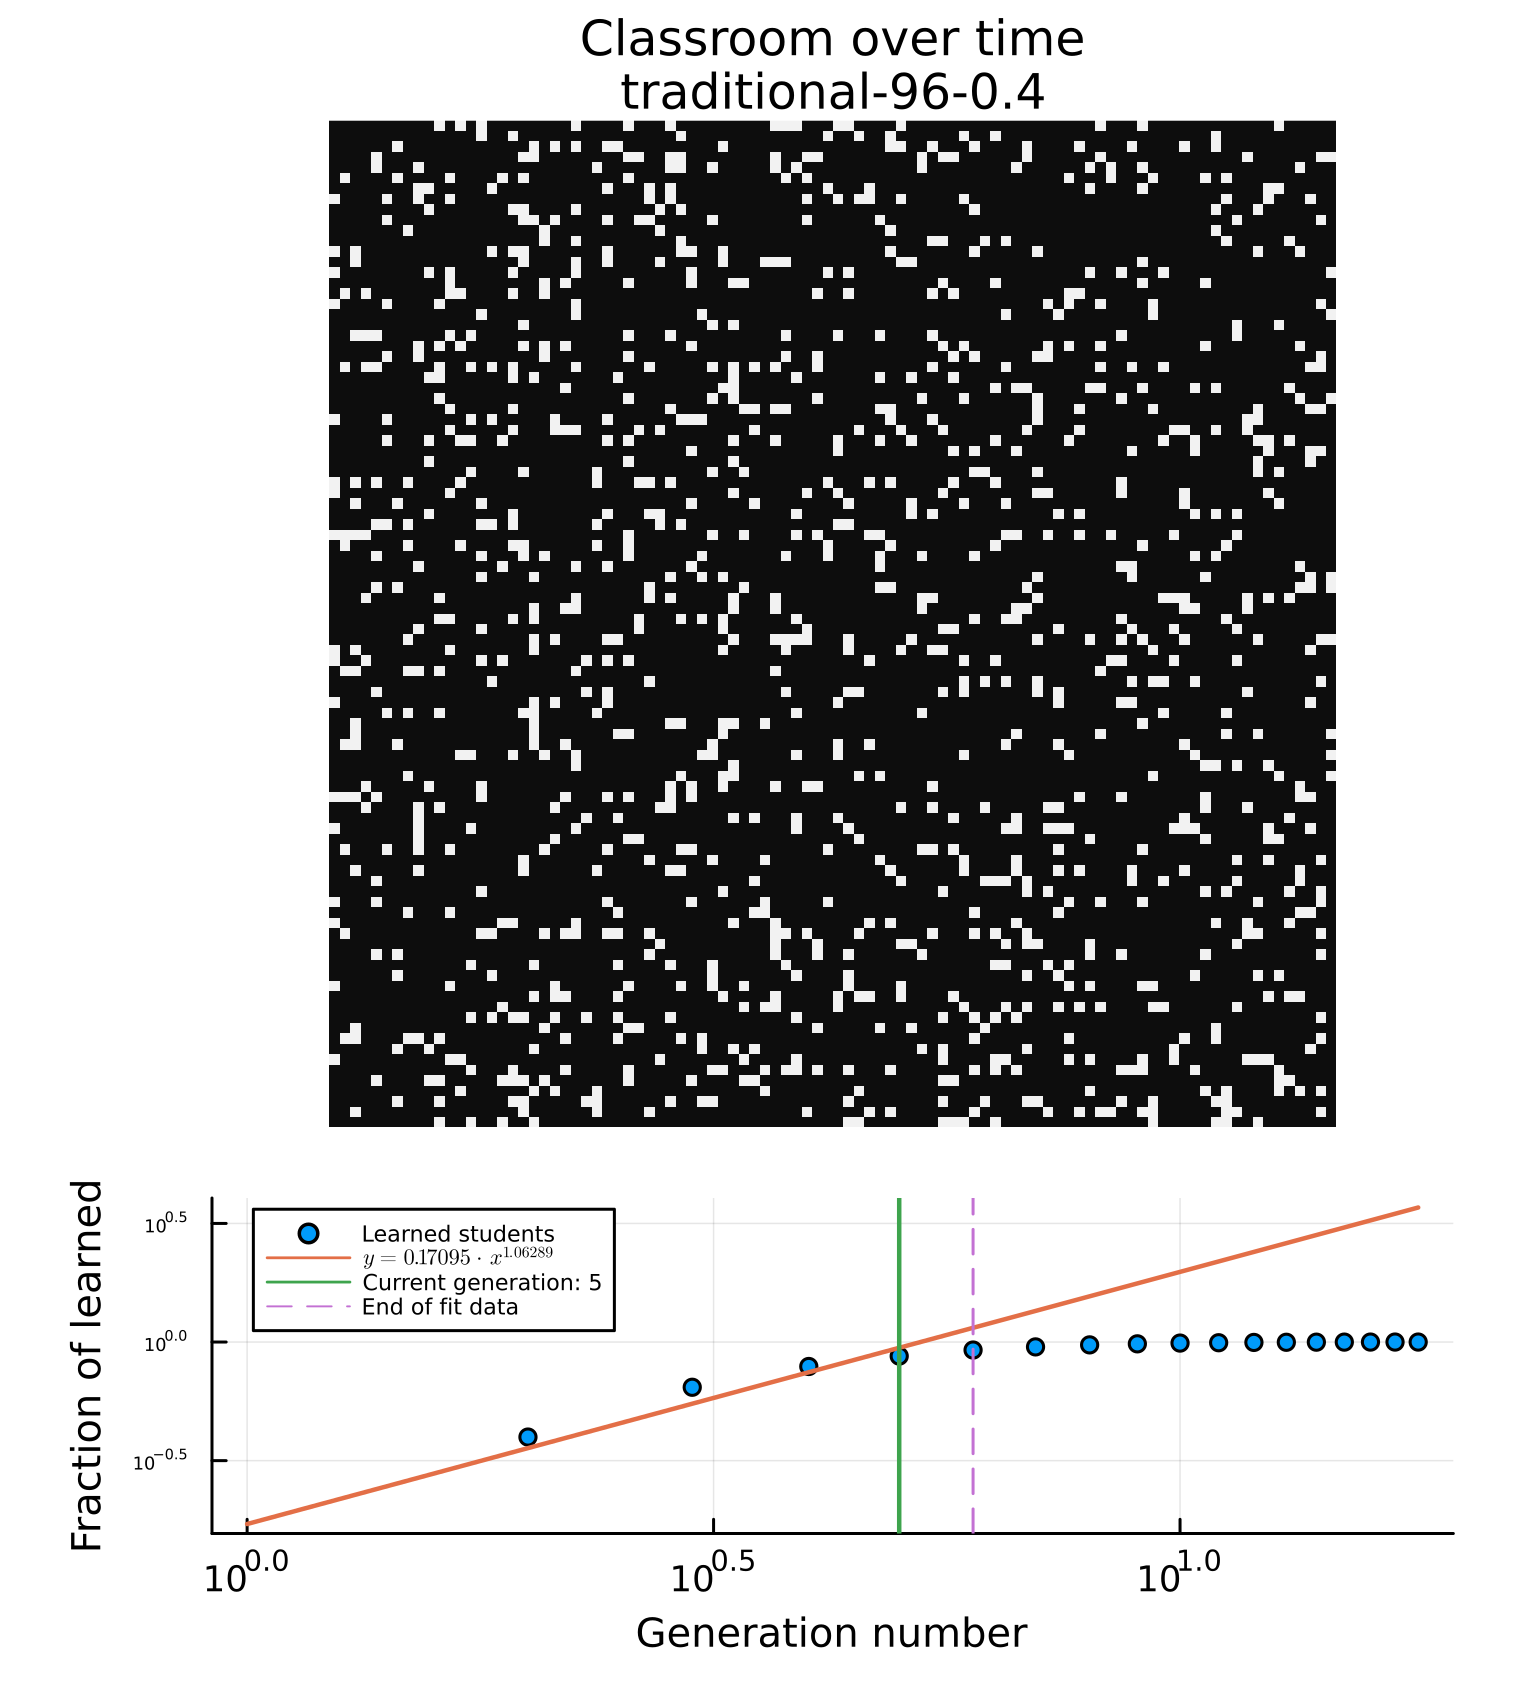 Classroom over time
traditional-96-0.4
Fraction of learned
10^0.5
10^0.0
10^−0.5
Learned students
y = 0.17095 · x^1.06289
Current generation: 5
End of fit data
10^0.0 10^0.5 10^1.0
Generation number